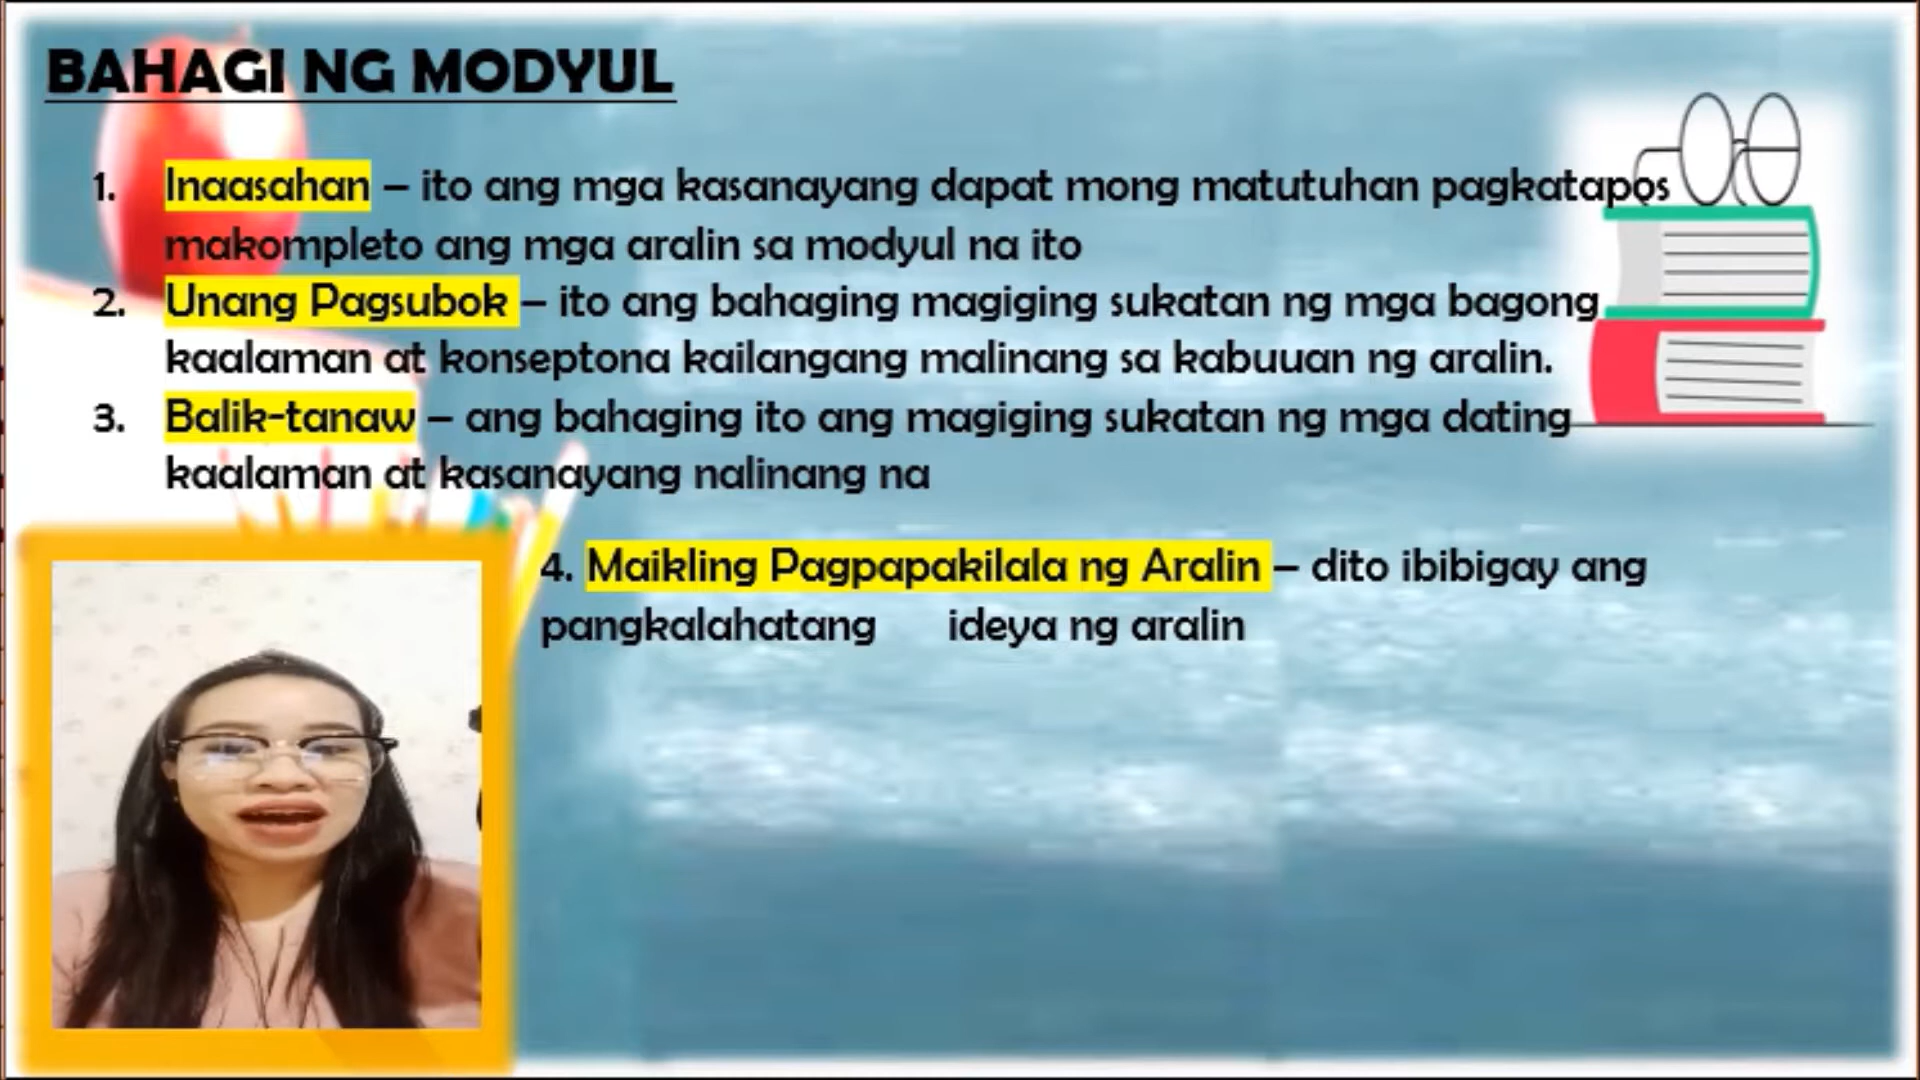 BAHAGI NG MODYUL
1. Inaasahan – ito ang mga kasanayang dapat mong matutuhan pagkatapos
makompleto ang mga aralin sa modyul na ito
2. Unang Pagsubok – ito ang bahaging magiging sukatan ng mga bagong
kaalaman at konseptona kailangang malinang sa kabuuan ng aralin.
3. Balik-tanaw – ang bahaging ito ang magiging sukatan ng mga dating
kaalaman at kasanayang nalinang na
4. Maikling Pagpapakilala ng Aralin – dito ibibigay ang
pangkalahatang ideya ng aralin